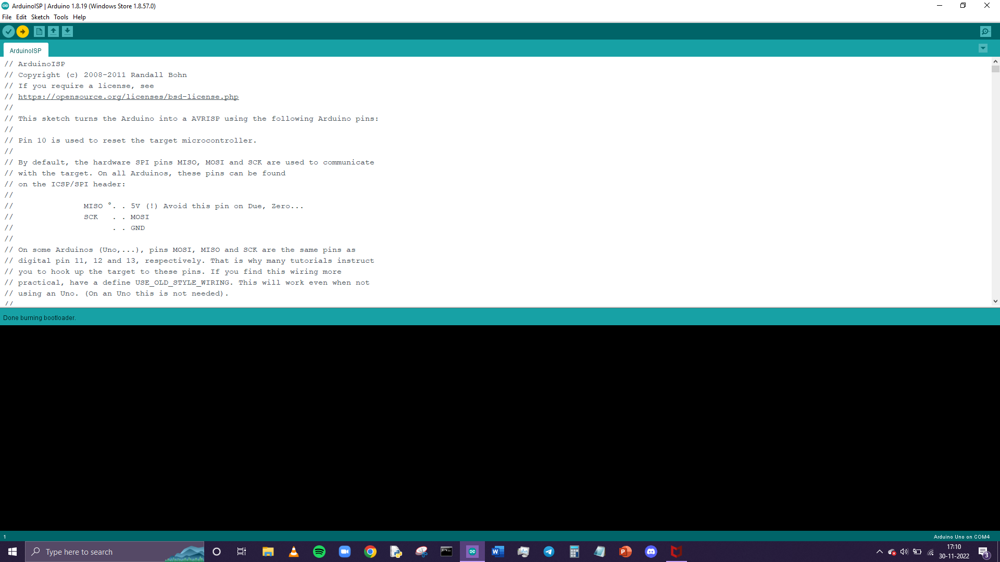 ArduinoISP | Arduino 1.8.19 (Windows Store 1.8.57.0)
File Edit Sketch Tools Help
ArduinoISP
// ArduinoISP
// Copyright (c) 2008-2011 Randall Bohn
// If you require a license, see
// https://opensource.org/licenses/bsd-license.php
//
// This sketch turns the Arduino into a AVRISP using the following Arduino pins:
//
// Pin 10 is used to reset the target microcontroller.
//
// By default, the hardware SPI pins MISO, MOSI and SCK are used to communicate
// with the target. On all Arduinos, these pins can be found
// on the ICSP/SPI header:
//
// MISO °. . 5V (!) Avoid this pin on Due, Zero...
// SCK . . MOSI
// . . GND
//
// On some Arduinos (Uno,...), pins MOSI, MISO and SCK are the same pins as
// digital pin 11, 12 and 13, respectively. That is why many tutorials instruct
// you to hook up the target to these pins. If you find this wiring more
// practical, have a define USE_OLD_STYLE_WIRING. This will work even when not
// using an Uno. (On an Uno this is not needed).
//
Done burning bootloader.
1
Arduino Uno on COM4
Type here to search
17:10
30-11-2022
3